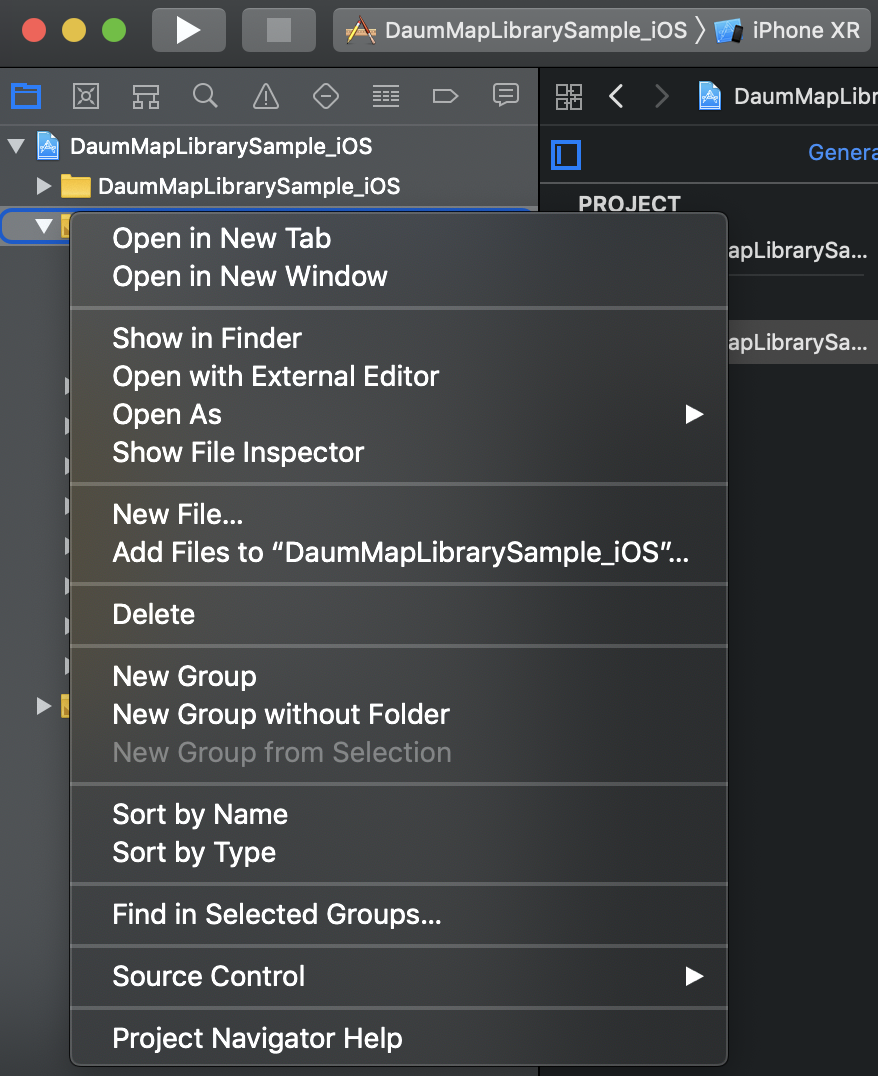 DaumMapLibrarySample_iOS
iPhone XR
DaumMapLibrarySample_iOS
DaumMapLibr
DaumMapLibrarySample_iOS
Genera
PROJECT
apLibrarySa...
apLibrarySa...
Open in New Tab
Open in New Window
Show in Finder
Open with External Editor
Open As
Show File Inspector
New File...
Add Files to “DaumMapLibrarySample_iOS”...
Delete
New Group
New Group without Folder
New Group from Selection
Sort by Name
Sort by Type
Find in Selected Groups...
Source Control
Project Navigator Help